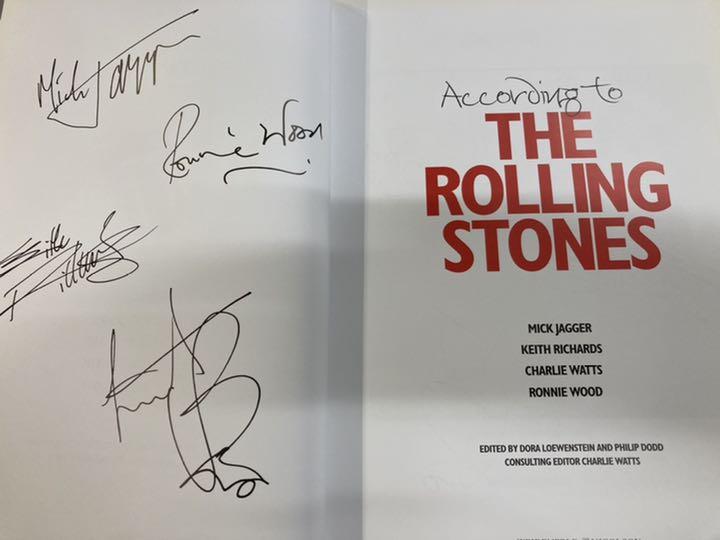 Mick Jagger
Ronnie Wood
According to
THE
ROLLING
STONES
MICK JAGGER
KEITH RICHARDS
CHARLIE WATTS
RONNIE WOOD
EDITED BY DORA LOEWENSTEIN AND PHILIP DODD
CONSULTING EDITOR CHARLIE WATTS